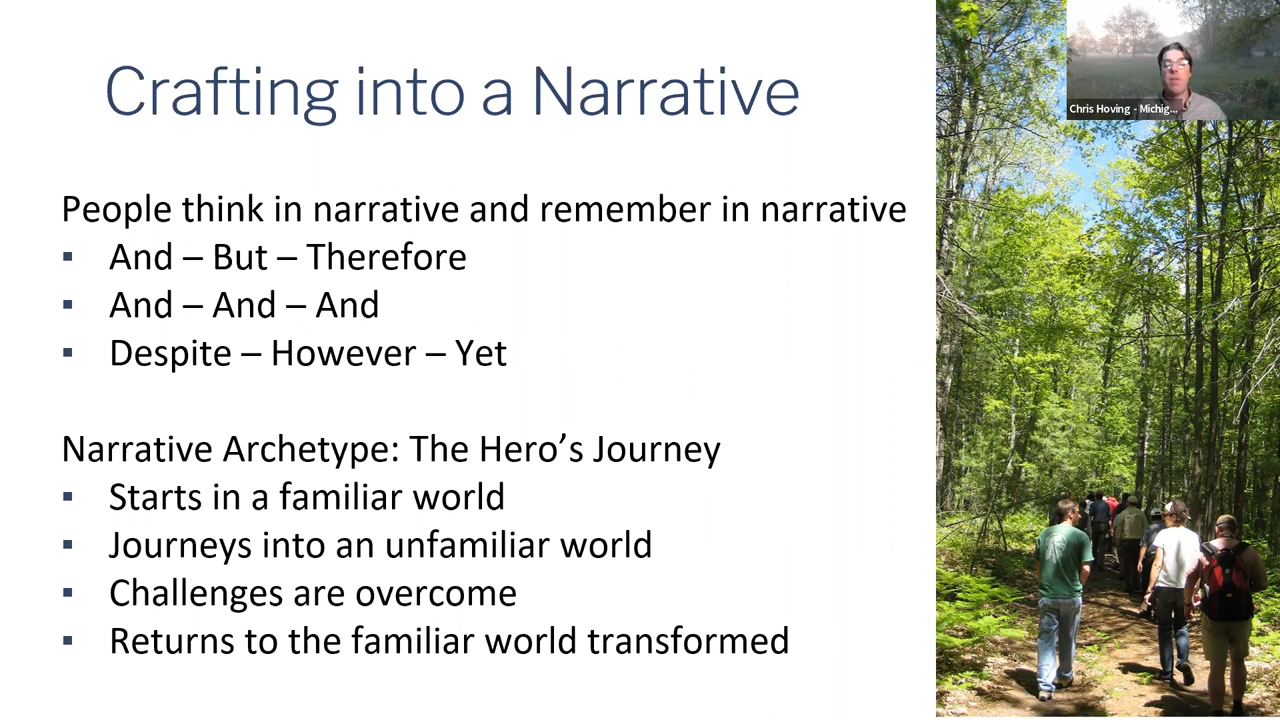 Crafting into a Narrative
Chris Hoving - Michig...
People think in narrative and remember in narrative
▪ And – But – Therefore
▪ And – And – And
▪ Despite – However – Yet
Narrative Archetype: The Hero’s Journey
▪ Starts in a familiar world
▪ Journeys into an unfamiliar world
▪ Challenges are overcome
▪ Returns to the familiar world transformed